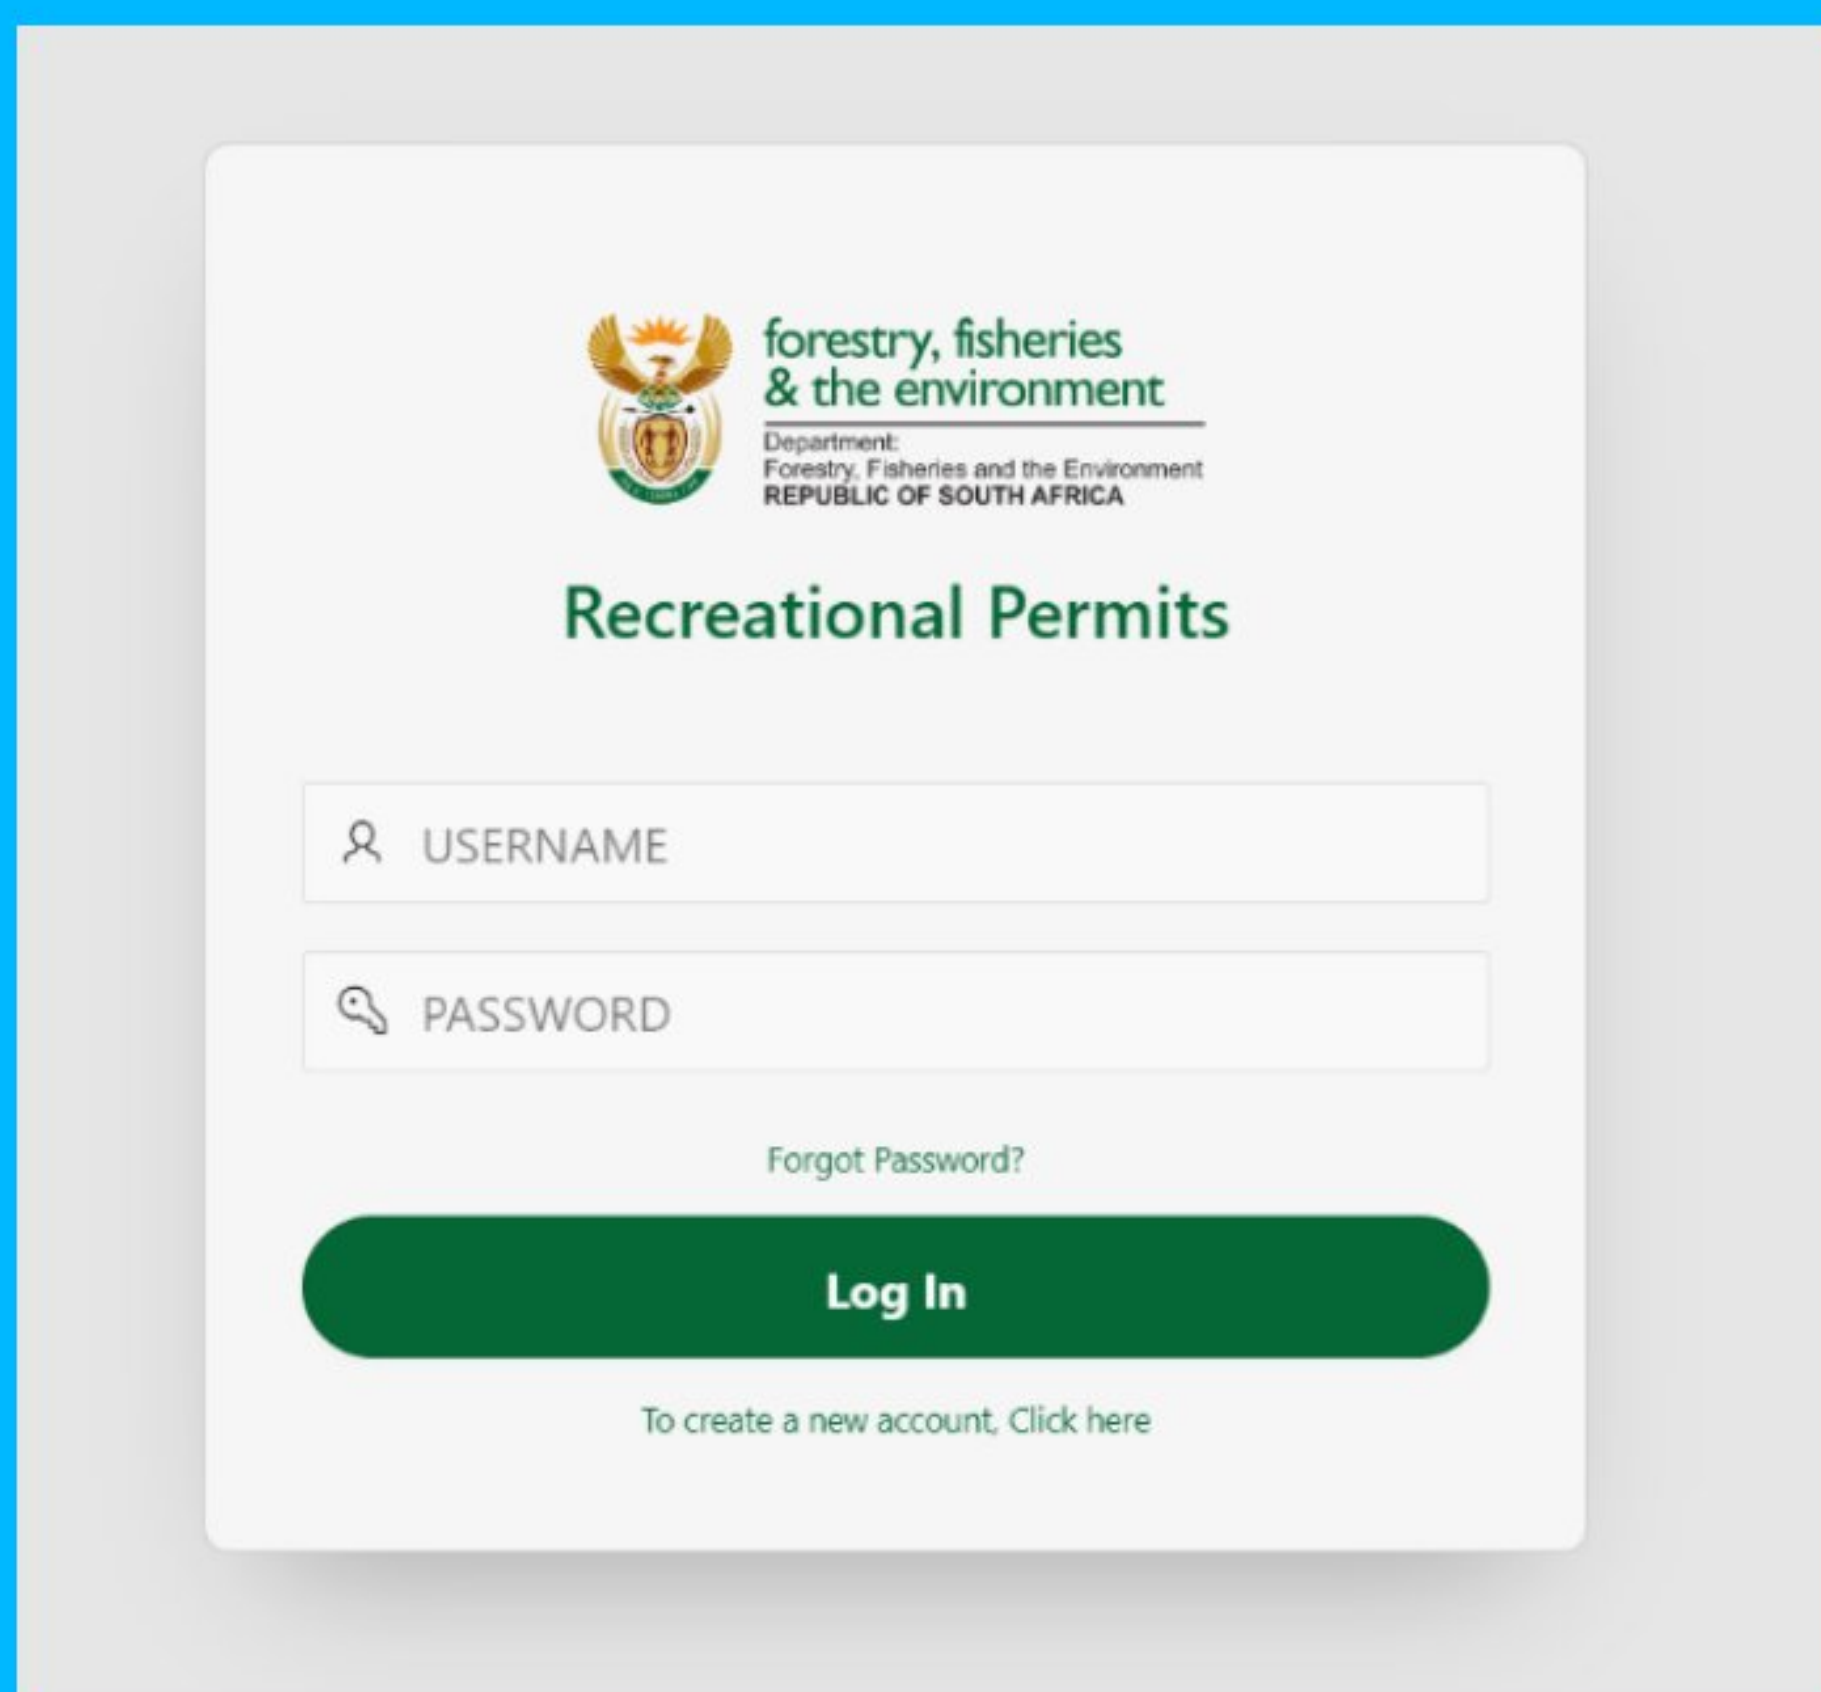 forestry, fisheries
& the environment
Department:
Forestry, Fisheries and the Environment
REPUBLIC OF SOUTH AFRICA
Recreational Permits
USERNAME
PASSWORD
Forgot Password?
Log In
To create a new account, Click here